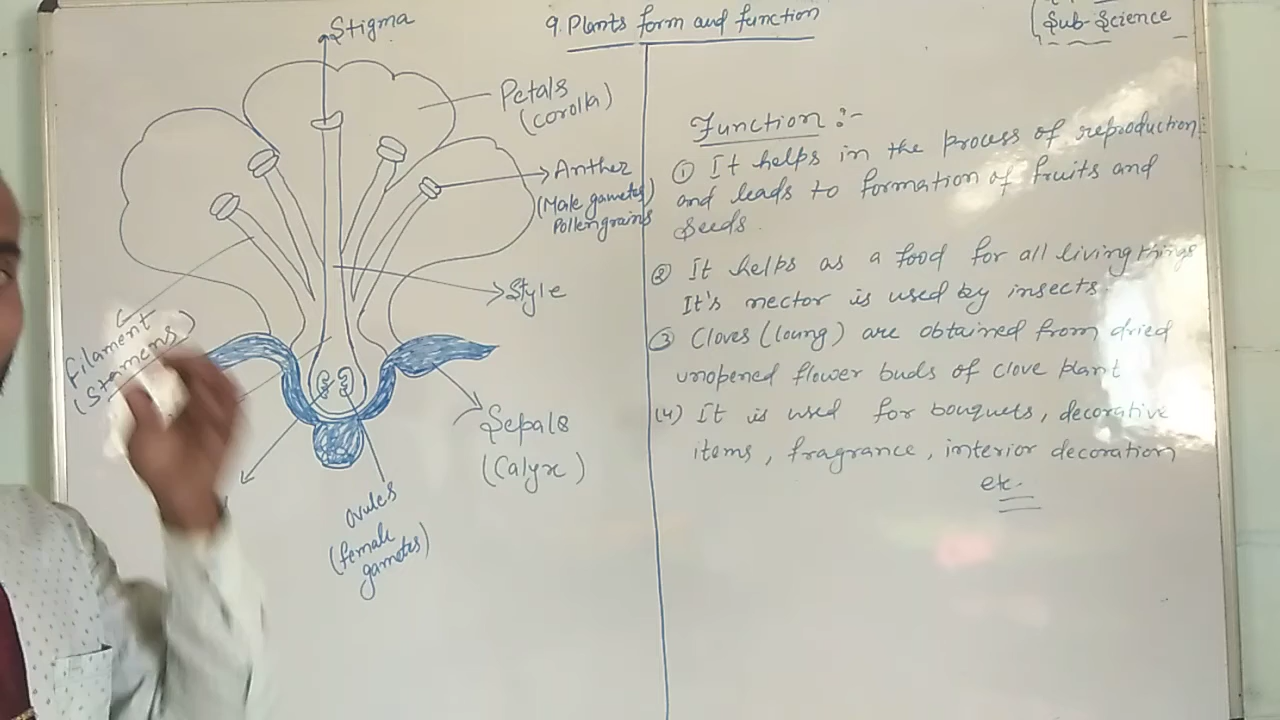 9. Plants form and function
Sub-Science
Stigma
Petals
(corolla)
Anther
(Male gametes)
Pollengrains
Style
Filament
(Stamens)
Sepals
(Calyx)
ovules
(female
gametes)
Function :-
① It helps in the process of reproduction
and leads to formation of fruits and
seeds.
② It helps as a food for all living things
It's nector is used by insects.
③ Cloves (loung) are obtained from dried
unopened flower buds of clove plant
(4) It is used for bouquets, decorative
items, fragrance, interior decoration
etc.